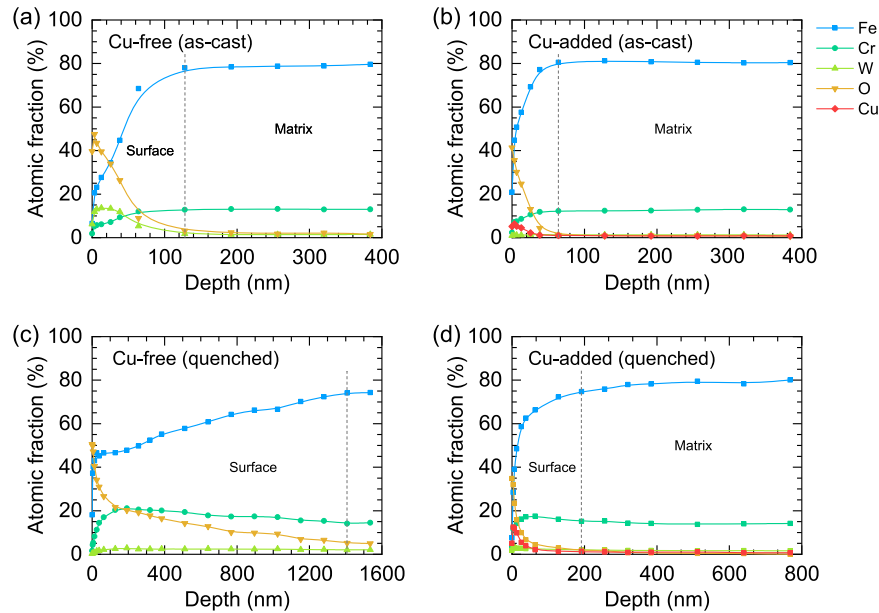 (a)
Cu-free (as-cast)
Atomic fraction (%)
100
80
60
40
20
0
Surface
Matrix
0 100 200 300 400
Depth (nm)
(b)
Cu-added (as-cast)
Atomic fraction (%)
100
80
60
40
20
0
Matrix
0 100 200 300 400
Depth (nm)
Fe
Cr
W
O
Cu
(c)
Cu-free (quenched)
Atomic fraction (%)
100
80
60
40
20
0
Surface
0 400 800 1200 1600
Depth (nm)
(d)
Cu-added (quenched)
Atomic fraction (%)
100
80
60
40
20
0
Surface
Matrix
0 200 400 600 800
Depth (nm)